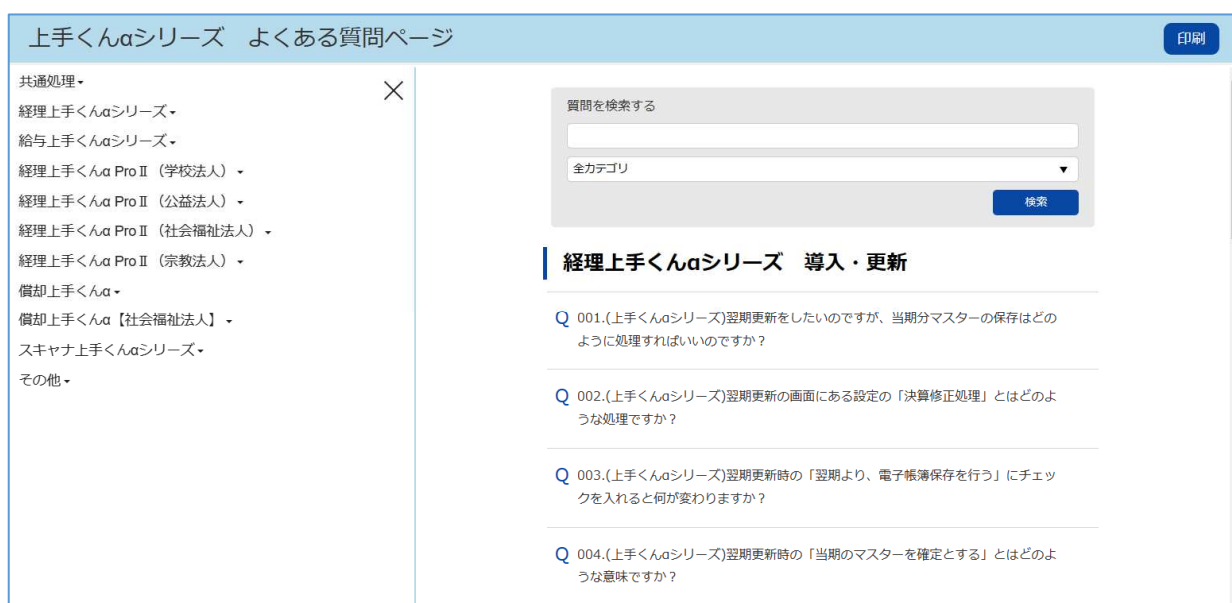 上手くんαシリーズ　よくある質問ページ
印刷
共通処理
経理上手くんαシリーズ
給与上手くんαシリーズ
経理上手くんα Pro Ⅱ（学校法人）
経理上手くんα Pro Ⅱ（公益法人）
経理上手くんα Pro Ⅱ（社会福祉法人）
経理上手くんα Pro Ⅱ（宗教法人）
償却上手くんα
償却上手くんα【社会福祉法人】
スキャナ上手くんαシリーズ
その他
質問を検索する
全カテゴリ
検索
経理上手くんαシリーズ　導入・更新
Q 001.(上手くんαシリーズ)翌期更新をしたいのですが、当期分マスターの保存はどの
ように処理すればいいのですか？
Q 002.(上手くんαシリーズ)翌期更新の画面にある設定の「決算修正処理」とはどのよ
うな処理ですか？
Q 003.(上手くんαシリーズ)翌期更新時の「翌期より、電子帳簿保存を行う」にチェッ
クを入れると何が変わりますか？
Q 004.(上手くんαシリーズ)翌期更新時の「当期のマスターを確定とする」とはどのよ
うな意味ですか？